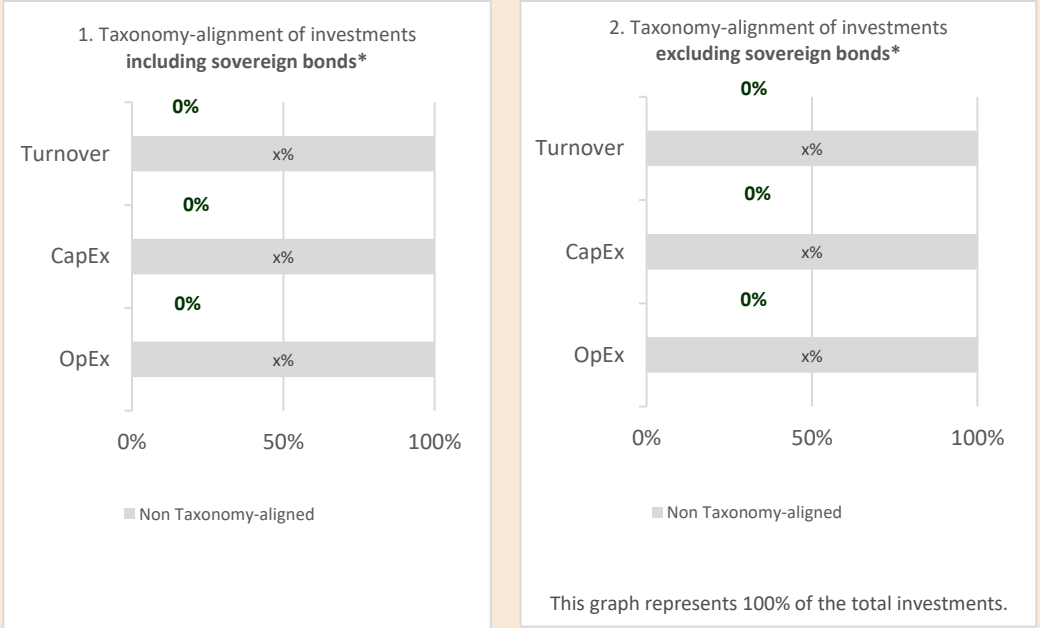 1. Taxonomy-alignment of investments
including sovereign bonds*
0%
Turnover
x%
0%
CapEx
x%
0%
OpEx
x%
0%
50%
100%
Non Taxonomy-aligned
2. Taxonomy-alignment of investments
excluding sovereign bonds*
0%
Turnover
x%
0%
CapEx
x%
0%
OpEx
x%
0%
50%
100%
Non Taxonomy-aligned
This graph represents 100% of the total investments.